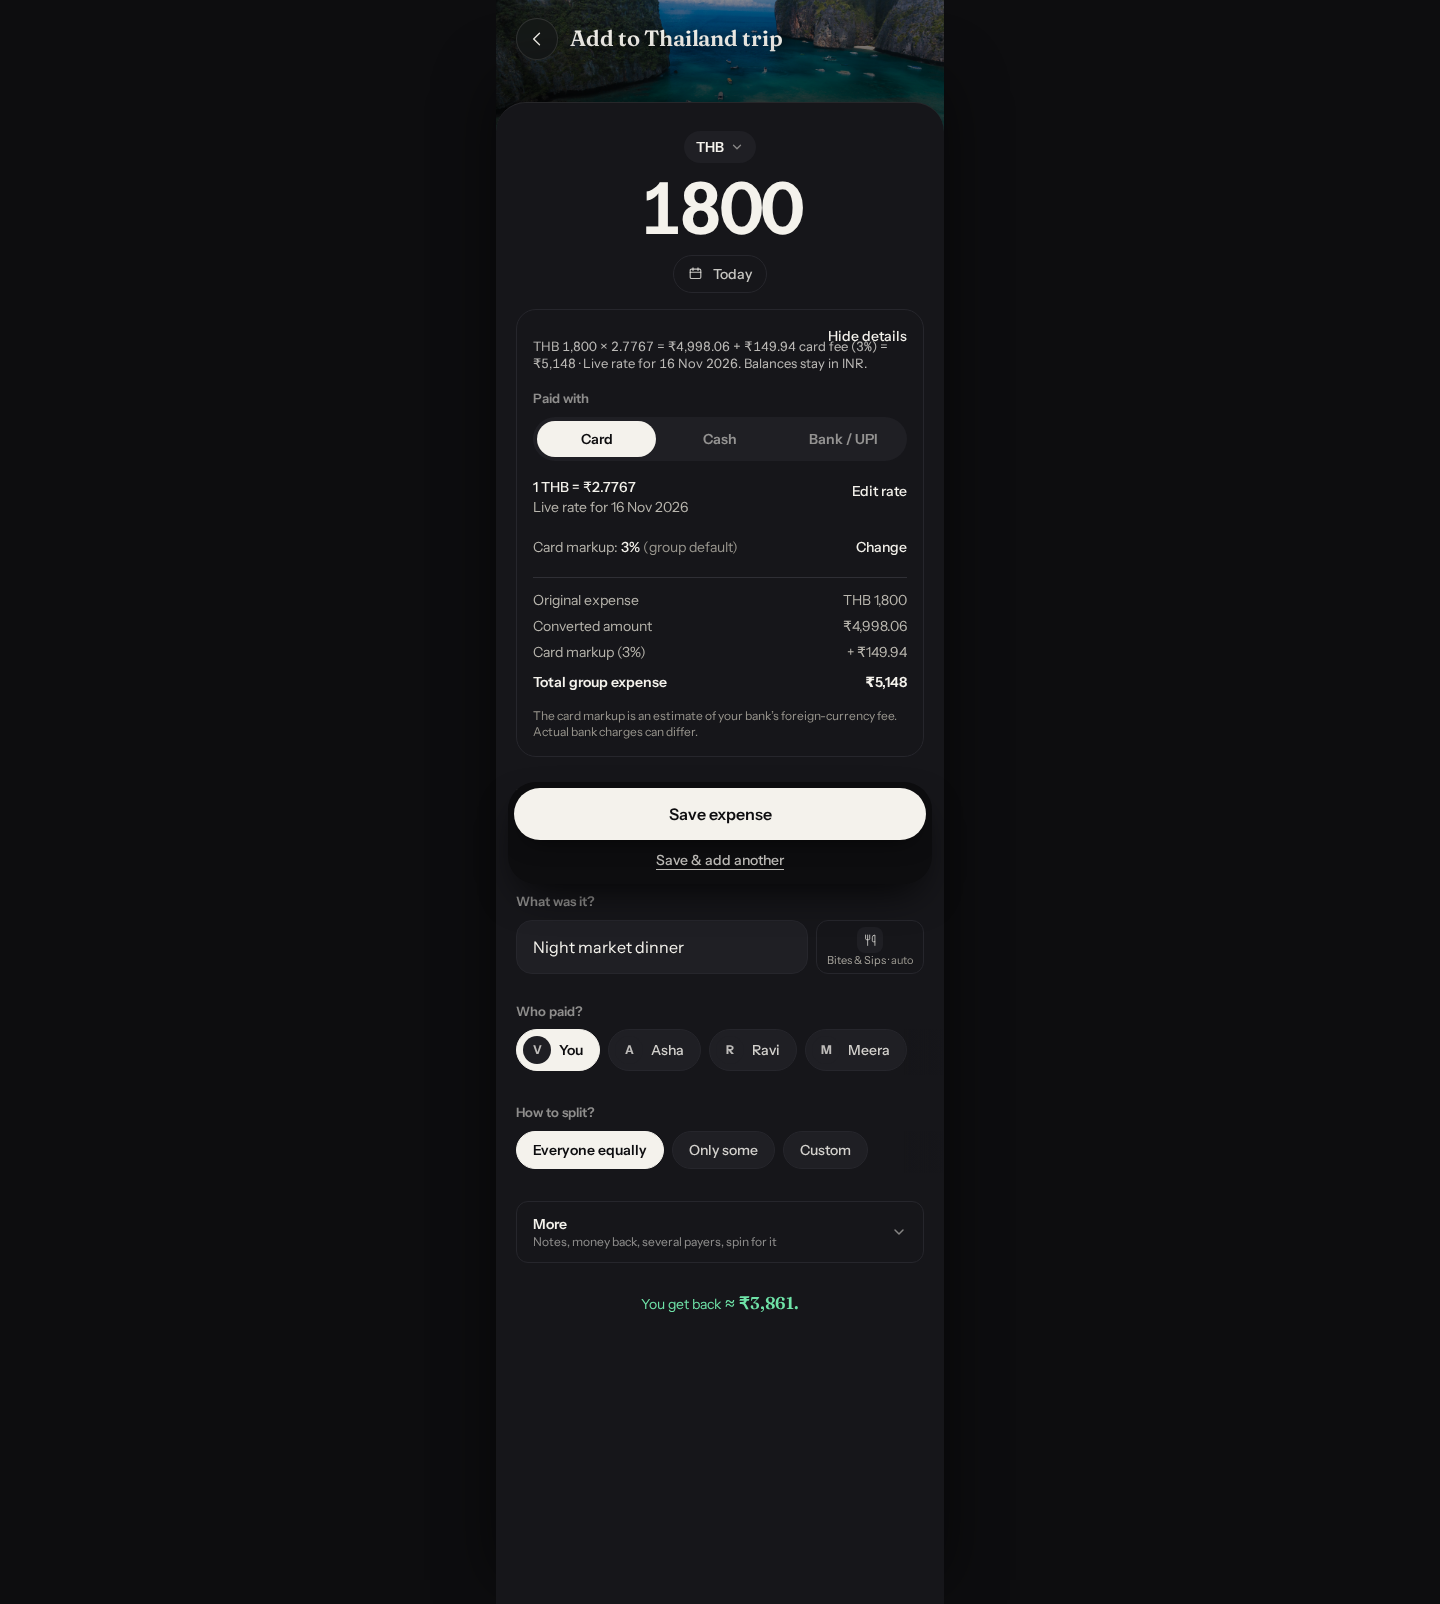 Add to Thailand trip
THB
1800
Today
Hide details
THB 1,800 × 2.7767 = ₹4,998.06 + ₹149.94 card fee (3%) =
₹5,148 · Live rate for 16 Nov 2026. Balances stay in INR.
Paid with
Card Cash Bank / UPI
1 THB = ₹2.7767
Edit rate
Live rate for 16 Nov 2026
Card markup: 3% (group default) Change
Original expense THB 1,800
Converted amount ₹4,998.06
Card markup (3%) + ₹149.94
Total group expense ₹5,148
The card markup is an estimate of your bank's foreign-currency fee.
Actual bank charges can differ.
Save expense
Save & add another
What was it?
Night market dinner
Bites & Sips · auto
Who paid?
V You A Asha R Ravi M Meera
How to split?
Everyone equally Only some Custom
More
Notes, money back, several payers, spin for it
You get back ≈ ₹3,861.